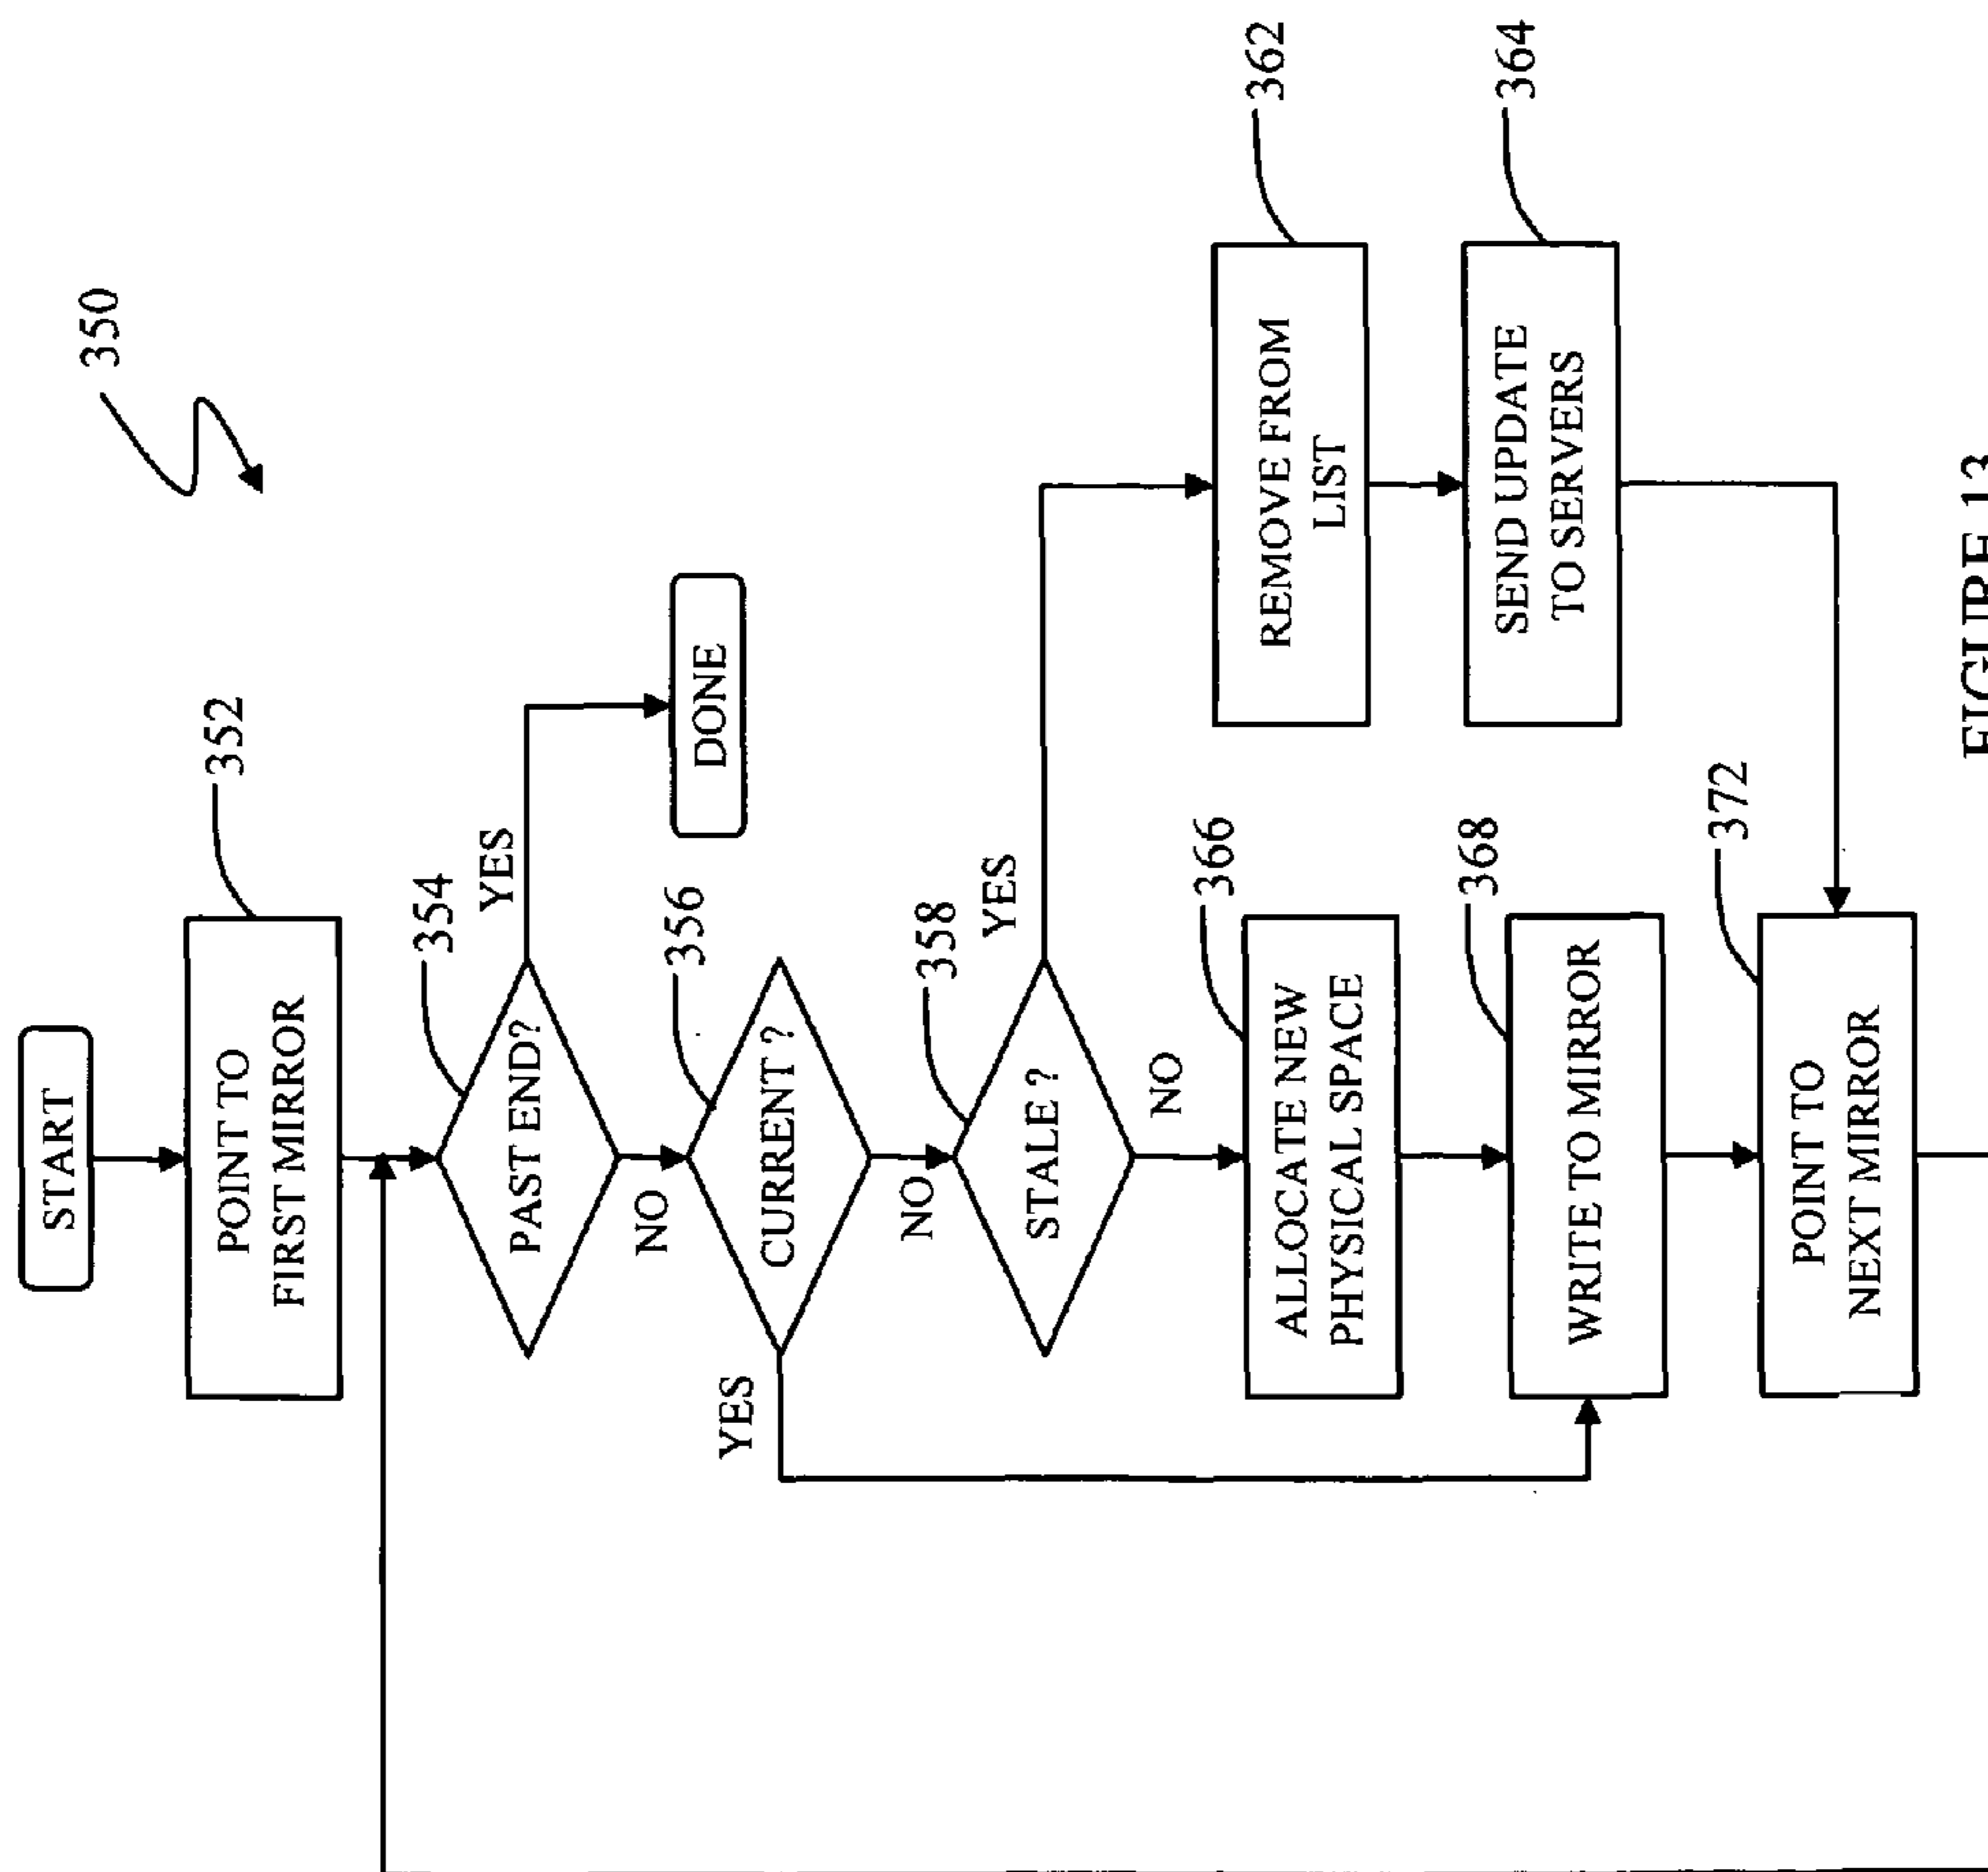 350
START
POINT TO
FIRST MIRROR
352
PAST END?
354
YES
NO
DONE
CURRENT ?
356
YES
NO
STALE ?
358
YES
NO
REMOVE FROM
LIST
362
SEND UPDATE
TO SERVERS
364
ALLOCATE NEW
PHYSICAL SPACE
366
WRITE TO MIRROR
368
POINT TO
NEXT MIRROR
372
FIGURE 13